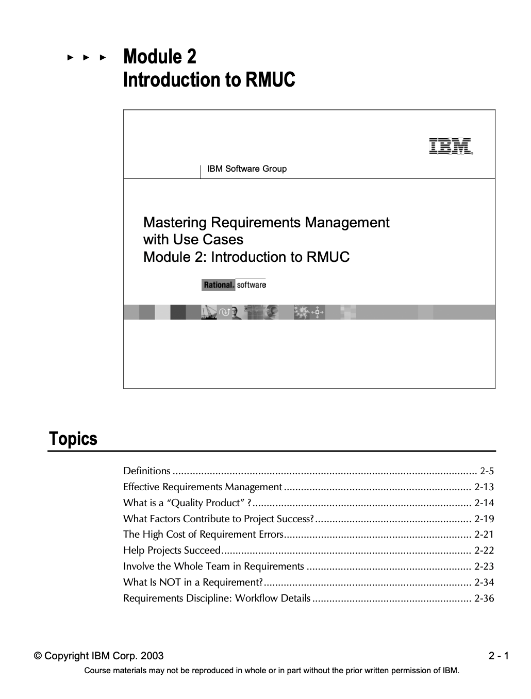 Module 2
Introduction to RMUC
IBM
IBM Software Group
Mastering Requirements Management
with Use Cases
Module 2: Introduction to RMUC
Rational. software
Topics
Definitions ........................................................................................................... 2-5
Effective Requirements Management .................................................................. 2-13
What is a “Quality Product” ? ............................................................................. 2-14
What Factors Contribute to Project Success? ....................................................... 2-19
The High Cost of Requirement Errors.................................................................. 2-21
Help Projects Succeed........................................................................................ 2-22
Involve the Whole Team in Requirements .......................................................... 2-23
What Is NOT in a Requirement?......................................................................... 2-34
Requirements Discipline: Workflow Details ........................................................ 2-36
© Copyright IBM Corp. 2003 2 - 1
Course materials may not be reproduced in whole or in part without the prior written permission of IBM.